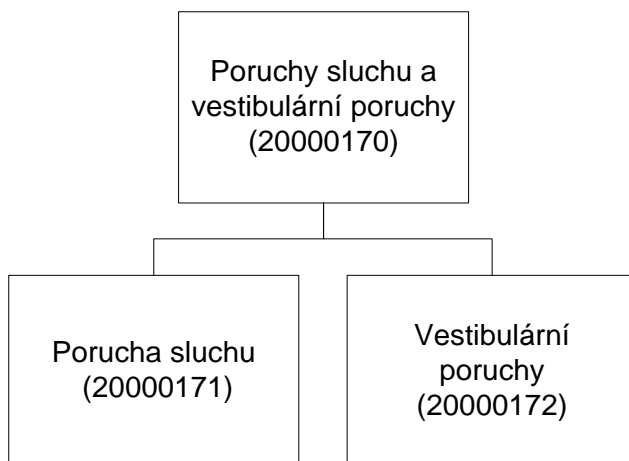 Poruchy sluchu a
vestibulární poruchy
(20000170)
Porucha sluchu
(20000171)
Vestibulární
poruchy
(20000172)